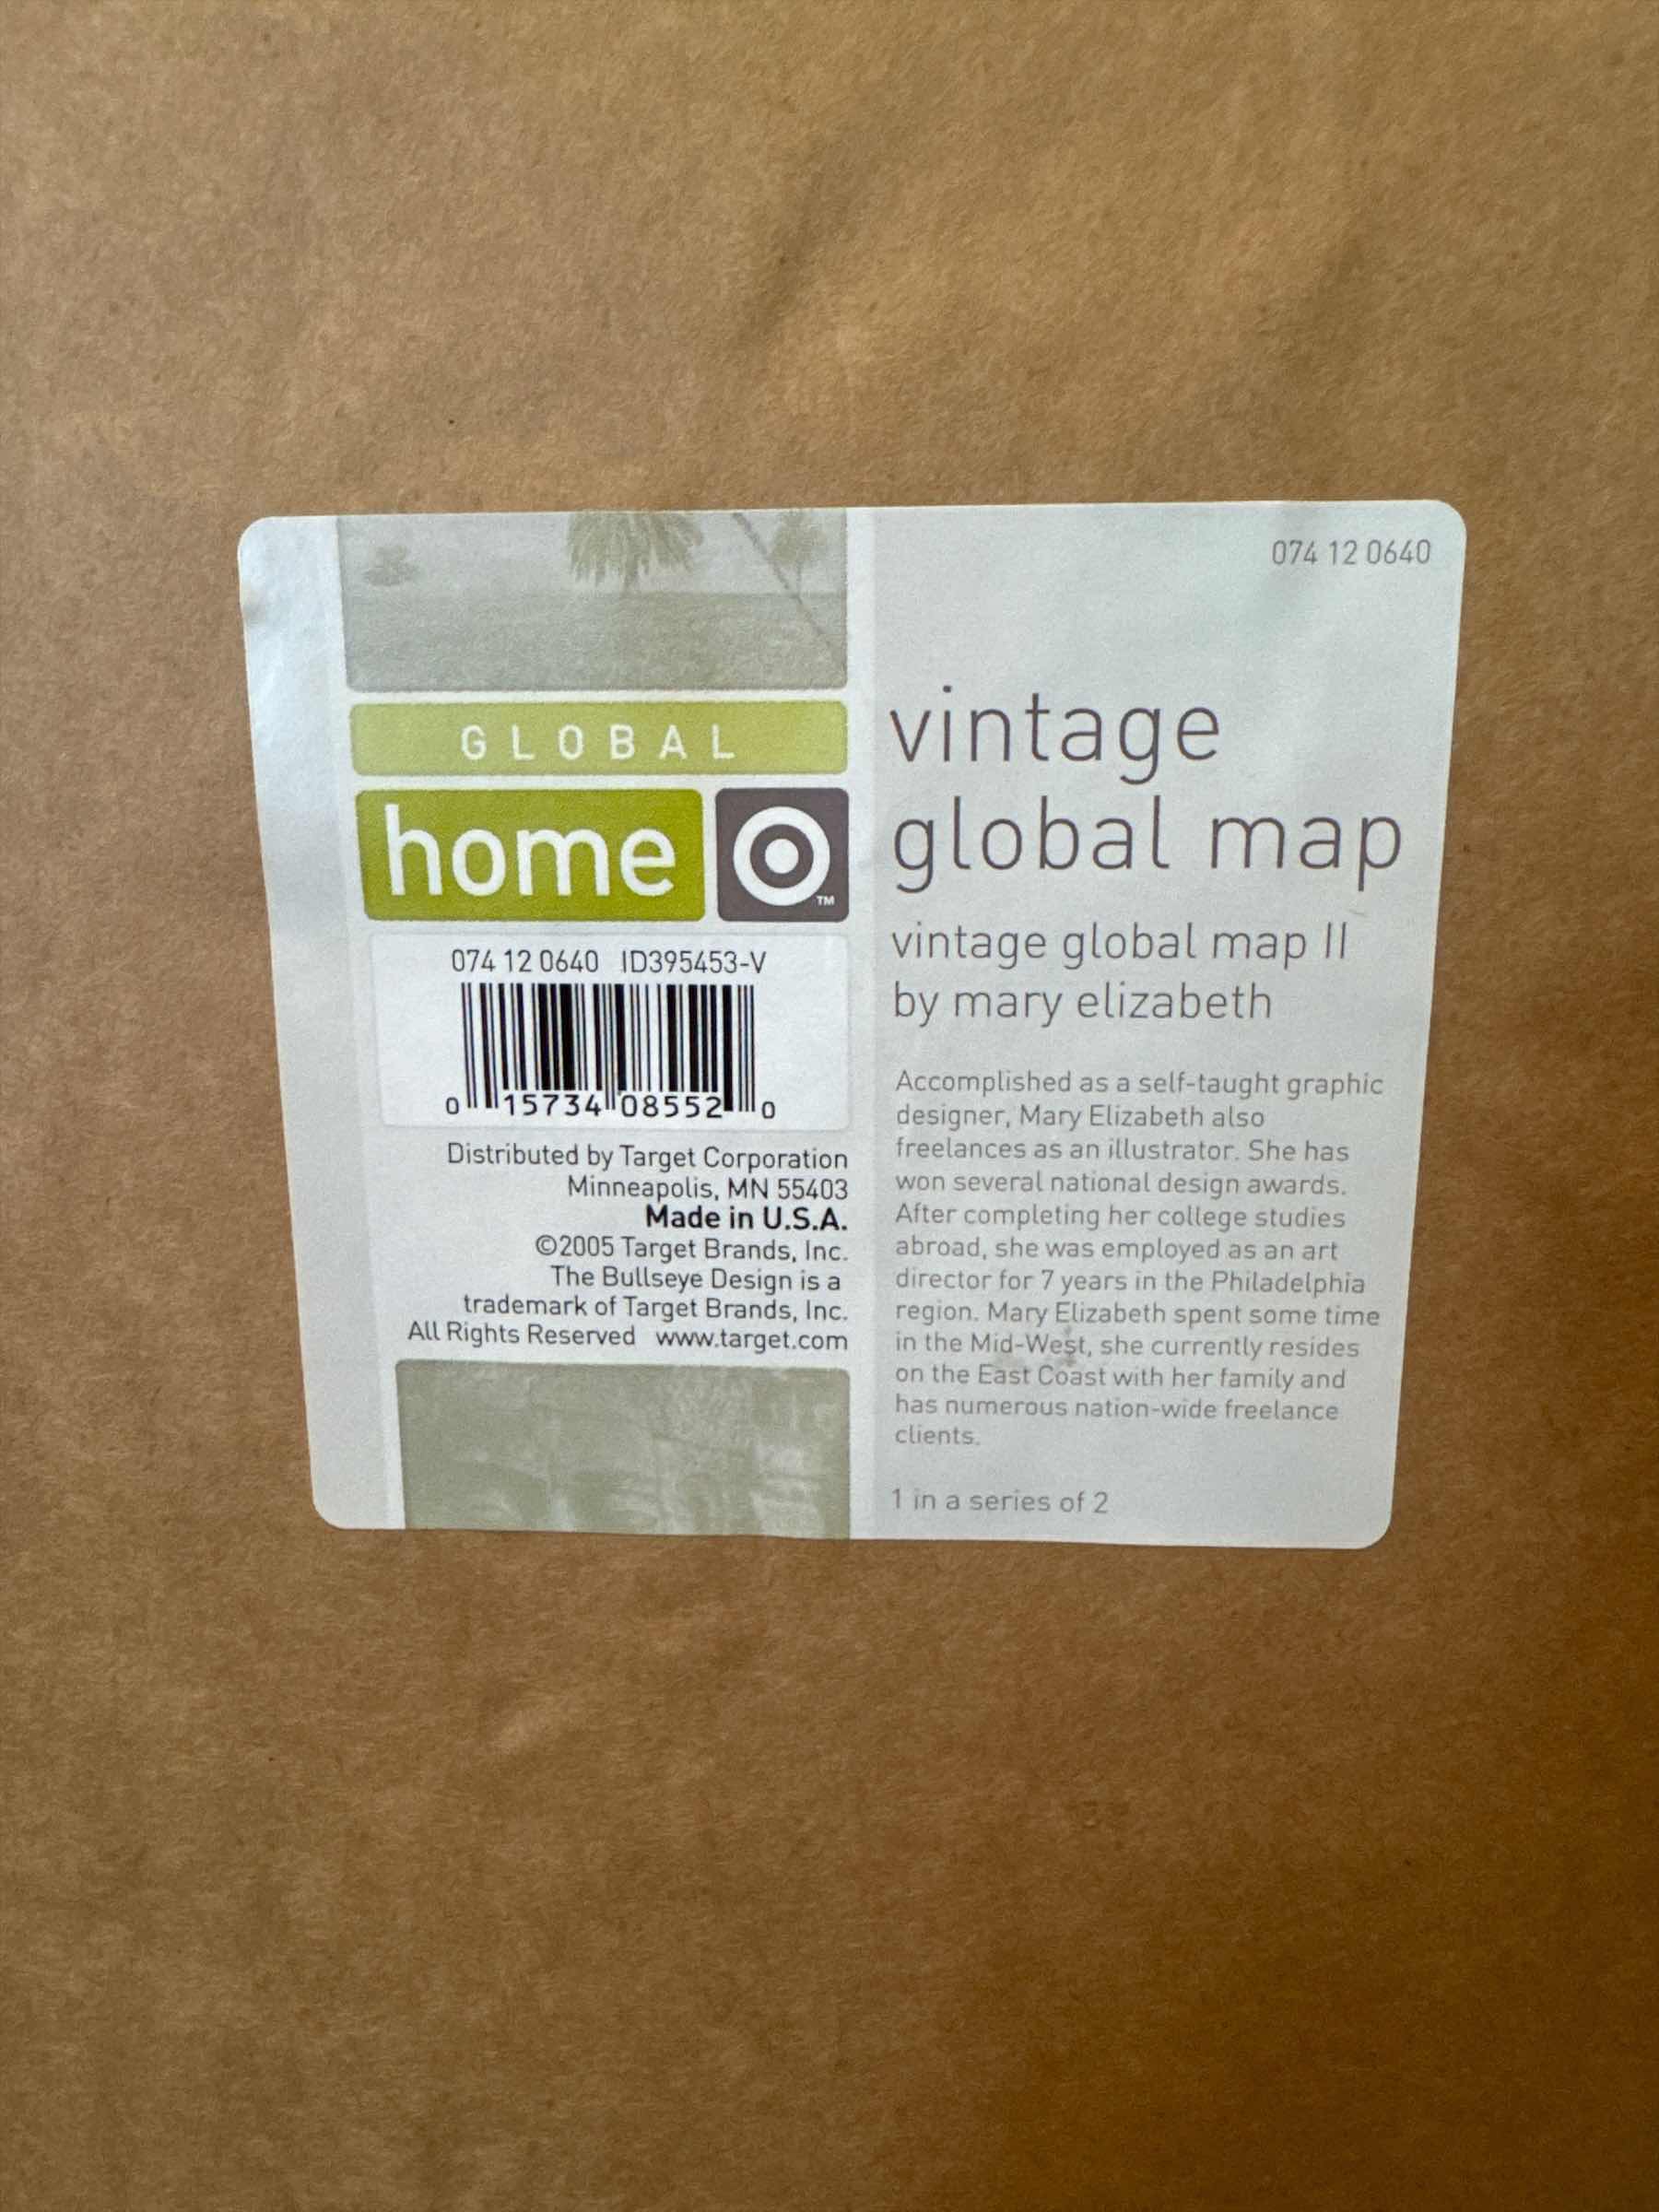 GLOBAL
home
TM
074 12 0640 ID395453-V
0 15734 08552 0
Distributed by Target Corporation
Minneapolis, MN 55403
Made in U.S.A.
©2005 Target Brands, Inc.
The Bullseye Design is a
trademark of Target Brands, Inc.
All Rights Reserved www.target.com
074 12 0640
vintage
global map
vintage global map II
by mary elizabeth
Accomplished as a self-taught graphic
designer, Mary Elizabeth also
freelances as an illustrator. She has
won several national design awards.
After completing her college studies
abroad, she was employed as an art
director for 7 years in the Philadelphia
region. Mary Elizabeth spent some time
in the Mid-West, she currently resides
on the East Coast with her family and
has numerous nation-wide freelance
clients.
1 in a series of 2